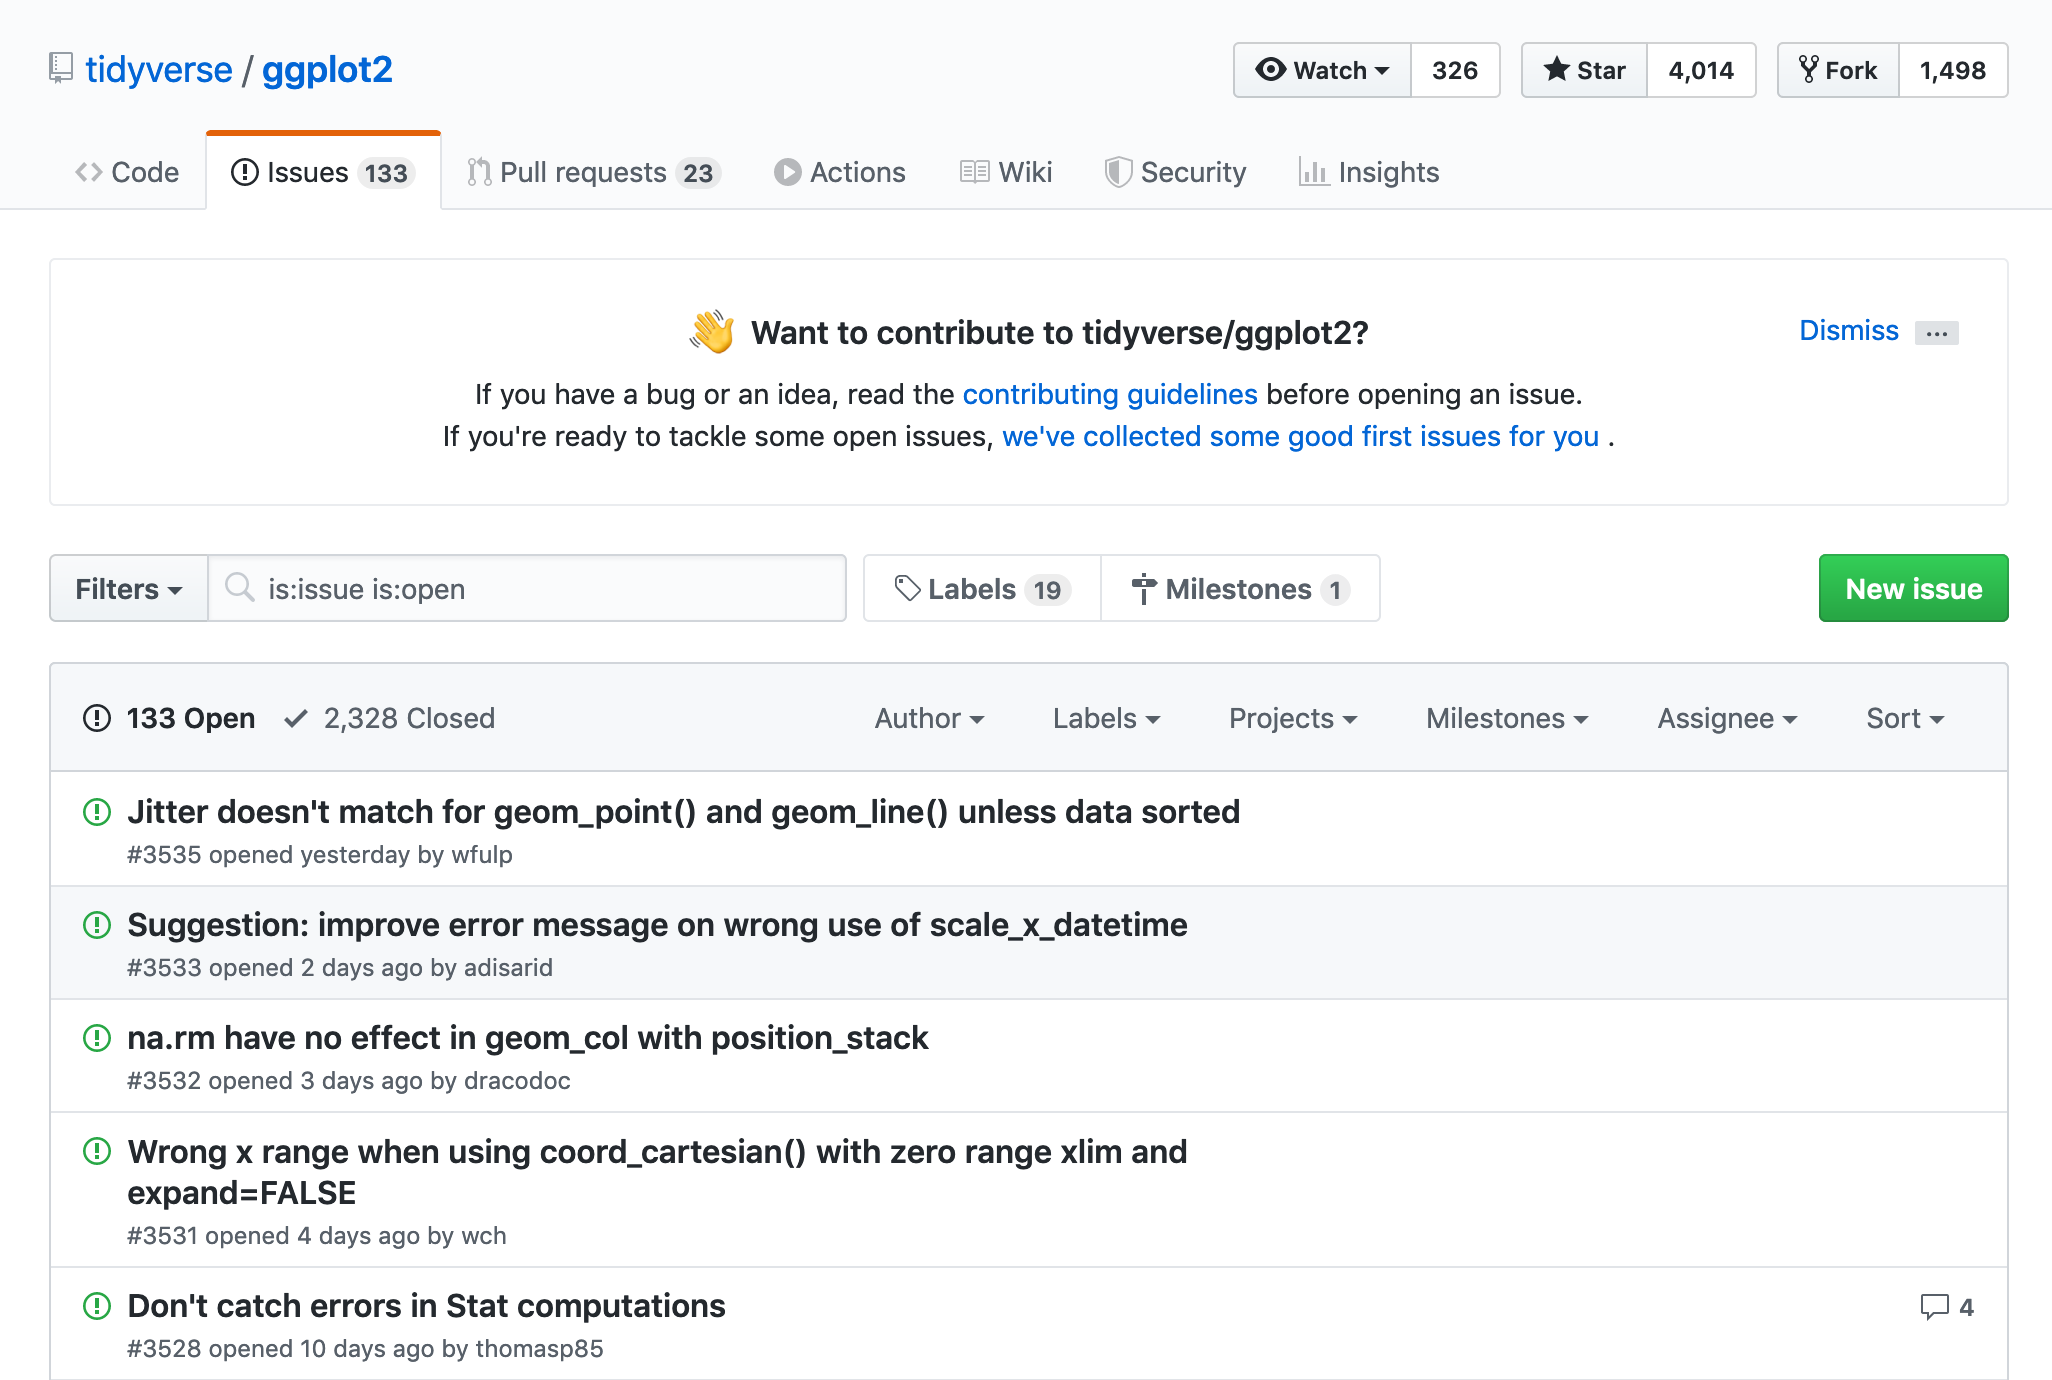 tidyverse / ggplot2
Watch 326 Star 4,014 Fork 1,498
Code Issues 133 Pull requests 23 Actions Wiki Security Insights
Want to contribute to tidyverse/ggplot2?
Dismiss ...
If you have a bug or an idea, read the contributing guidelines before opening an issue.
If you're ready to tackle some open issues, we've collected some good first issues for you .
Filters is:issue is:open Labels 19 Milestones 1 New issue
133 Open 2,328 Closed Author Labels Projects Milestones Assignee Sort
Jitter doesn't match for geom_point() and geom_line() unless data sorted
#3535 opened yesterday by wfulp
Suggestion: improve error message on wrong use of scale_x_datetime
#3533 opened 2 days ago by adisarid
na.rm have no effect in geom_col with position_stack
#3532 opened 3 days ago by dracodoc
Wrong x range when using coord_cartesian() with zero range xlim and
expand=FALSE
#3531 opened 4 days ago by wch
Don't catch errors in Stat computations 4
#3528 opened 10 days ago by thomasp85